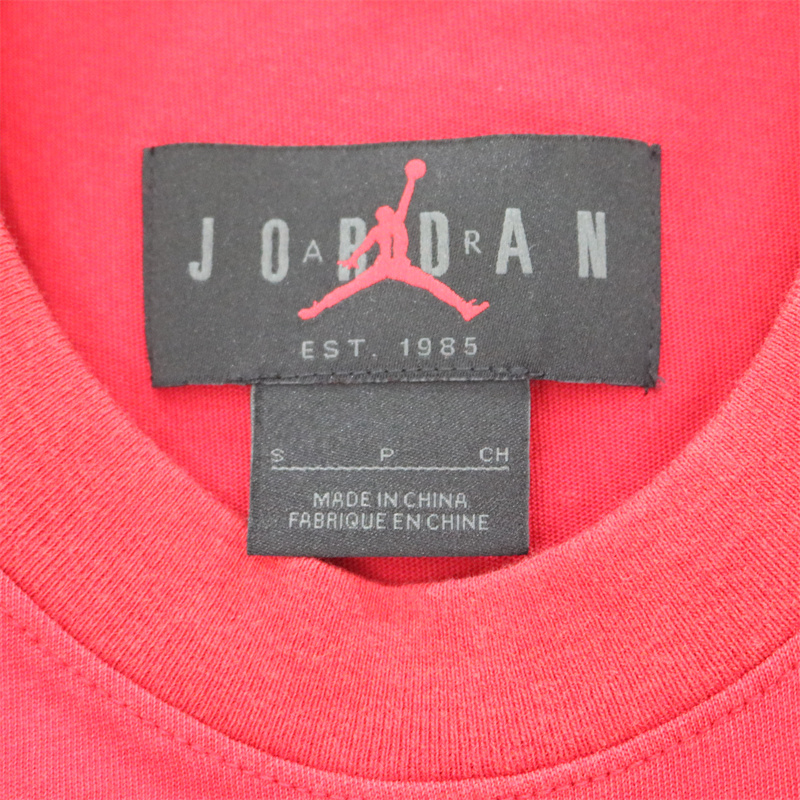 JORDAN
AIR
EST. 1985
S P CH
MADE IN CHINA
FABRIQUE EN CHINE